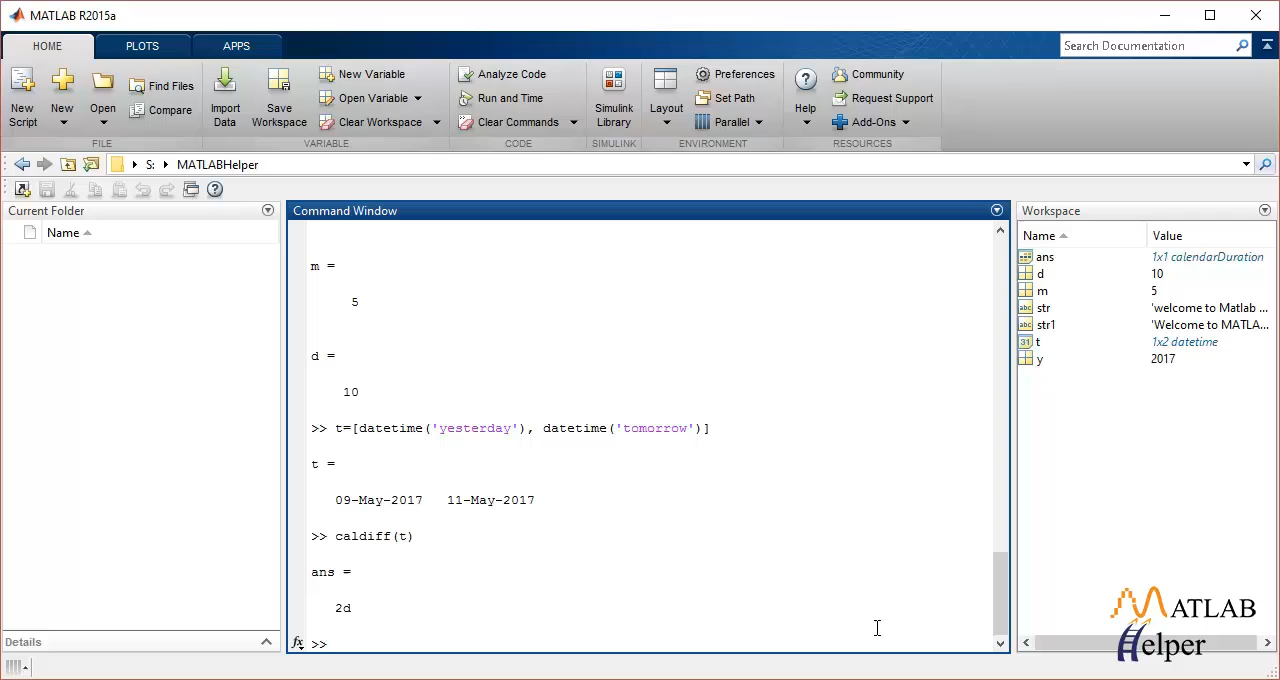 MATLAB R2015a
HOME PLOTS APPS
Search Documentation
New Script
New
Open
Find Files
Compare
FILE
Import Data
Save Workspace
New Variable
Open Variable
Clear Workspace
VARIABLE
Analyze Code
Run and Time
Clear Commands
CODE
Simulink Library
SIMULINK
Layout
Preferences
Set Path
Parallel
ENVIRONMENT
Help
Community
Request Support
Add-Ons
RESOURCES
S: MATLABHelper
Current Folder
Name
Details
Command Window
m =
5
d =
10
>> t=[datetime('yesterday'), datetime('tomorrow')]
t =
09-May-2017 11-May-2017
>> caldiff(t)
ans =
2d
fx >>
Workspace
Name Value
ans 1x1 calendarDuration
d 10
m 5
str 'welcome to Matlab ...
str1 'Welcome to MATLA...
t 1x2 datetime
y 2017
MATLAB
Helper